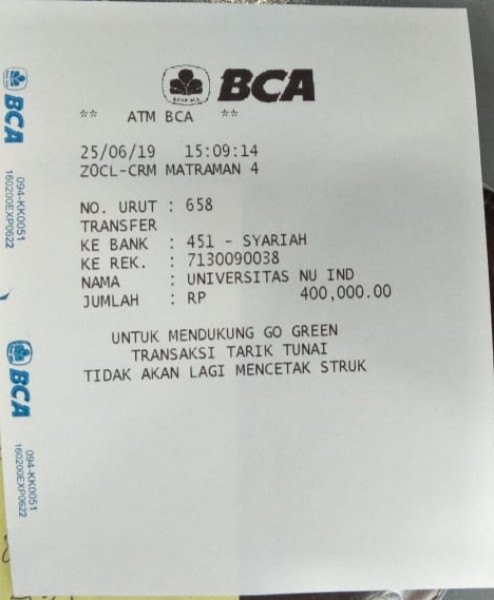 BCA
** ATM BCA **
25/06/19 15:09:14
ZOCL-CRM MATRAMAN 4
NO. URUT : 658
TRANSFER
KE BANK : 451 - SYARIAH
KE REK. : 7130090038
NAMA : UNIVERSITAS NU IND
JUMLAH : RP 400,000.00
UNTUK MENDUKUNG GO GREEN
TRANSAKSI TARIK TUNAI
TIDAK AKAN LAGI MENCETAK STRUK
BCA
094-KK0051
160200EXP0622
BCA
094-KK0051
160200EXP0622